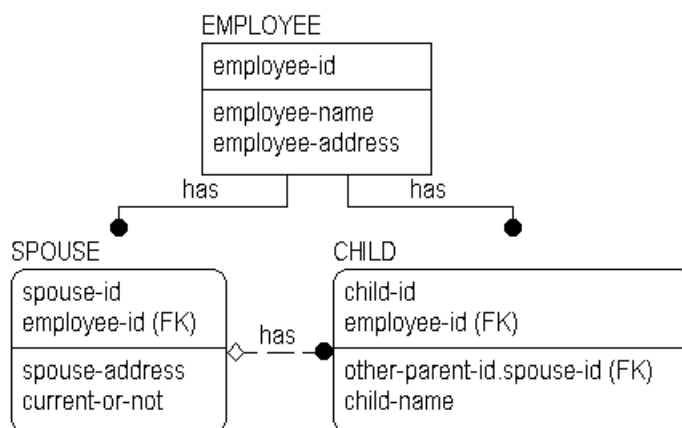 EMPLOYEE
employee-id
employee-name
employee-address
has
has
SPOUSE
spouse-id
employee-id (FK)
spouse-address
current-or-not
has
CHILD
child-id
employee-id (FK)
other-parent-id.spouse-id (FK)
child-name